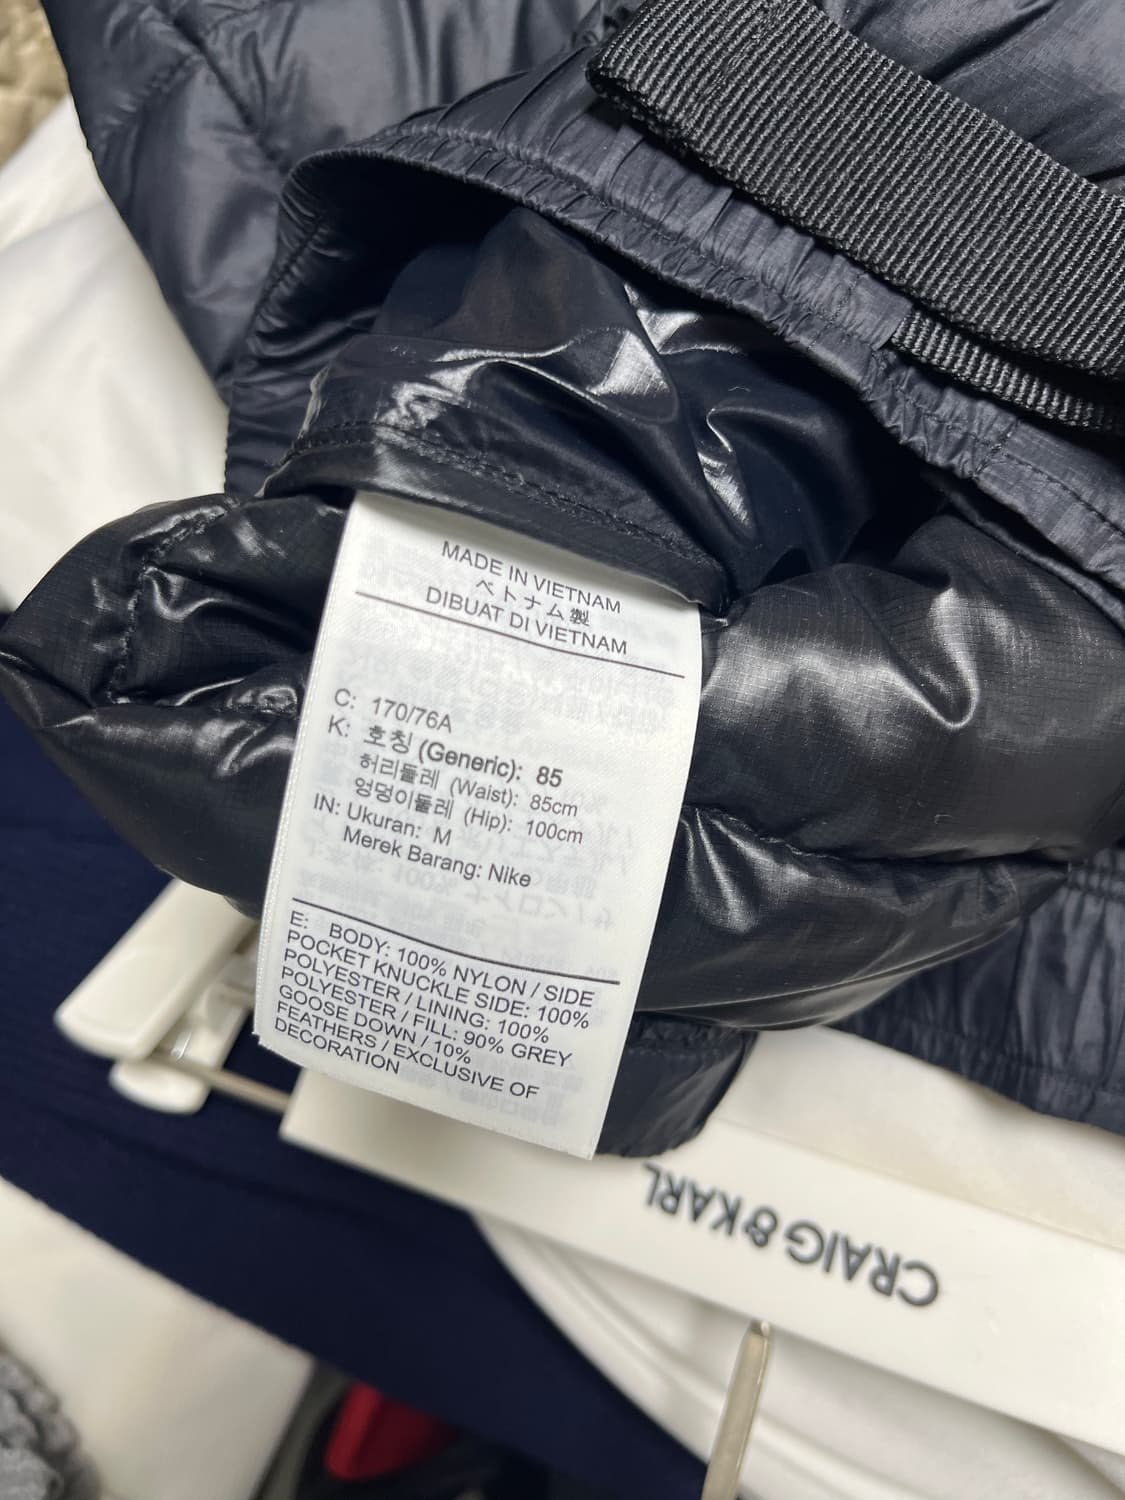 MADE IN VIETNAM
ベトナム製
DIBUAT DI VIETNAM
C: 170/76A
K: 호칭 (Generic): 85
허리둘레 (Waist): 85cm
엉덩이둘레 (Hip): 100cm
IN: Ukuran: M
Merek Barang: Nike
E: BODY: 100% NYLON / SIDE
POCKET KNUCKLE SIDE: 100%
POLYESTER / LINING: 100%
POLYESTER / FILL: 90% GREY
GOOSE DOWN / 10%
FEATHERS / EXCLUSIVE OF
DECORATION
CRAIG & KARL